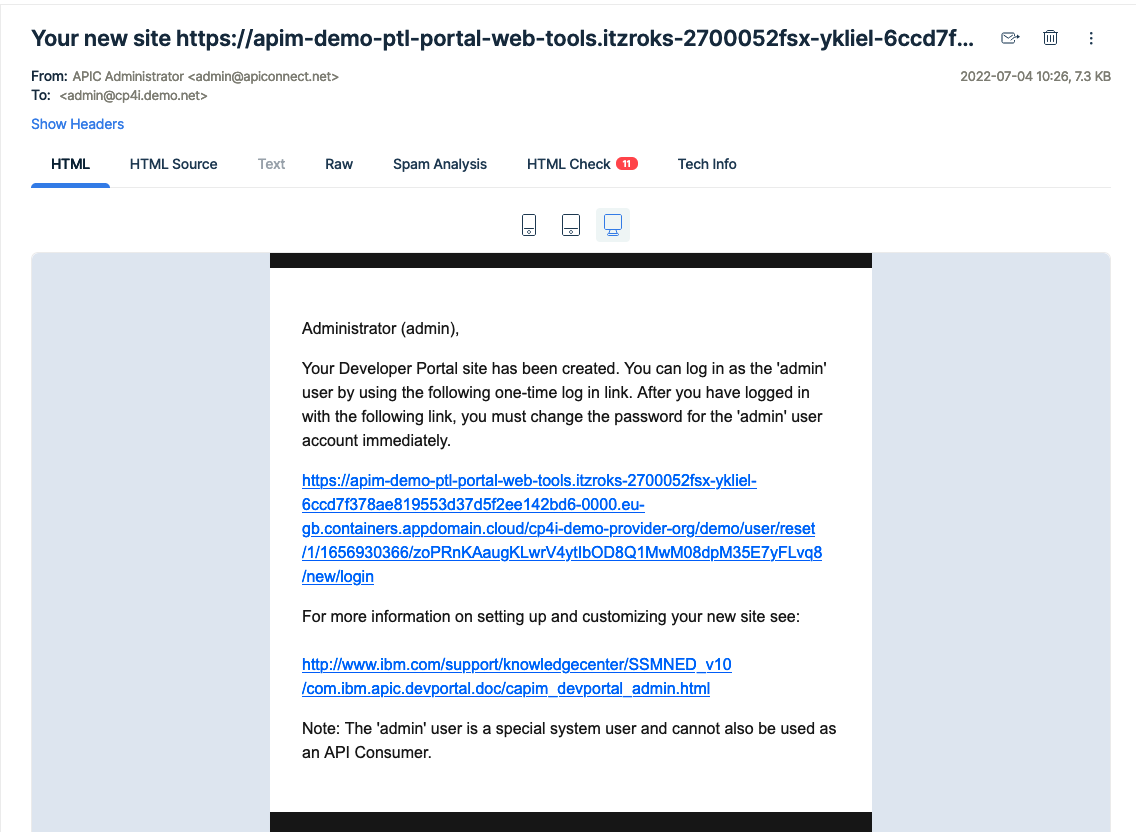 Your new site https://apim-demo-ptl-portal-web-tools.itzroks-2700052fsx-ykliel-6ccd7f...
From: APIC Administrator <admin@apiconnect.net>
2022-07-04 10:26, 7.3 KB
To: <admin@cp4i.demo.net>
Show Headers
HTML HTML Source Text Raw Spam Analysis HTML Check 11 Tech Info
Administrator (admin),
Your Developer Portal site has been created. You can log in as the 'admin'
user by using the following one-time log in link. After you have logged in
with the following link, you must change the password for the 'admin' user
account immediately.
https://apim-demo-ptl-portal-web-tools.itzroks-2700052fsx-ykliel-
6ccd7f378ae819553d37d5f2ee142bd6-0000.eu-
gb.containers.appdomain.cloud/cp4i-demo-provider-org/demo/user/reset
/1/1656930366/zoPRnKAaugKLwrV4ytIbOD8Q1MwM08dpM35E7yFLvq8
/new/login
For more information on setting up and customizing your new site see:
http://www.ibm.com/support/knowledgecenter/SSMNED_v10
/com.ibm.apic.devportal.doc/capim_devportal_admin.html
Note: The 'admin' user is a special system user and cannot also be used as
an API Consumer.